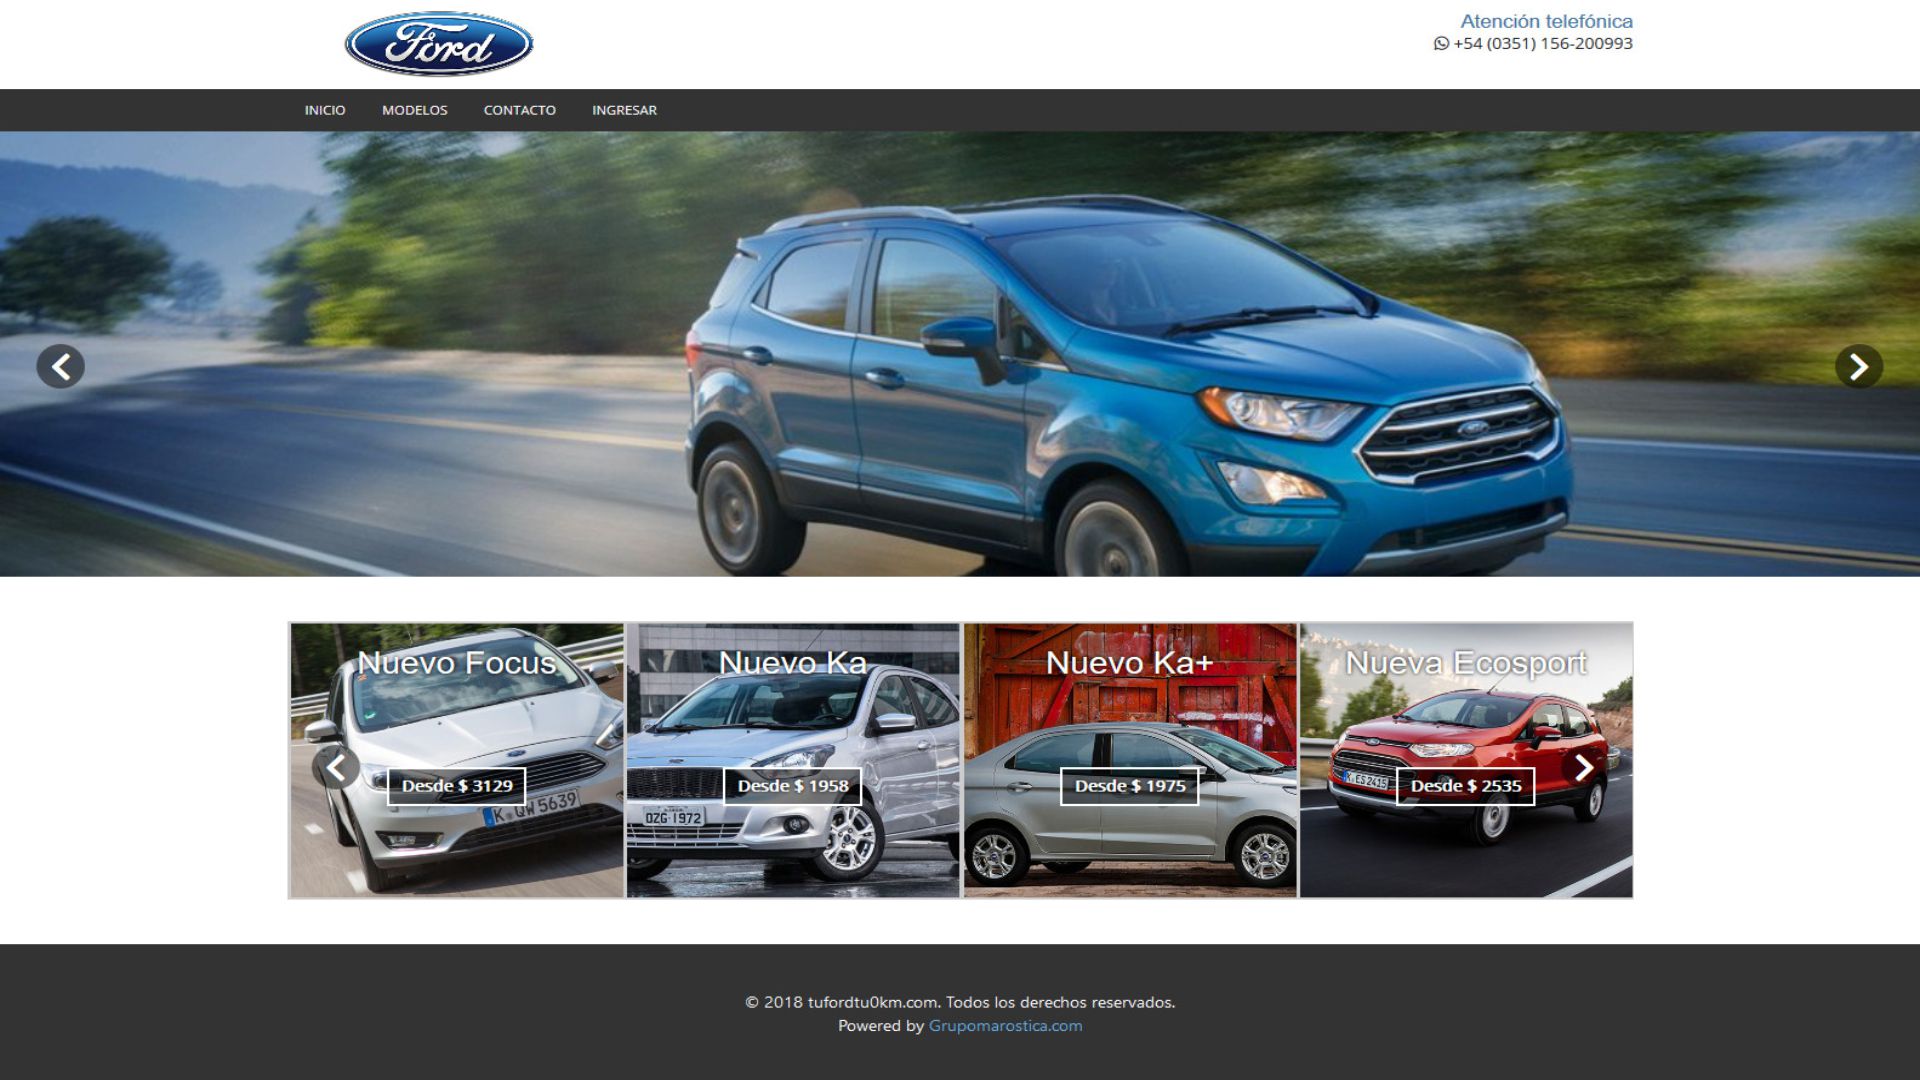 Ford
Atención telefónica
+54 (0351) 156-200993
INICIO
MODELOS
CONTACTO
INGRESAR
Nuevo Focus
Desde $ 3129
K QW 5639
Nuevo Ka
Desde $ 1958
OZG 1972
Nuevo Ka+
Desde $ 1975
Nueva Ecosport
Desde $ 2535
K ES 2415
© 2018 tufordtu0km.com. Todos los derechos reservados.
Powered by Grupomarostica.com